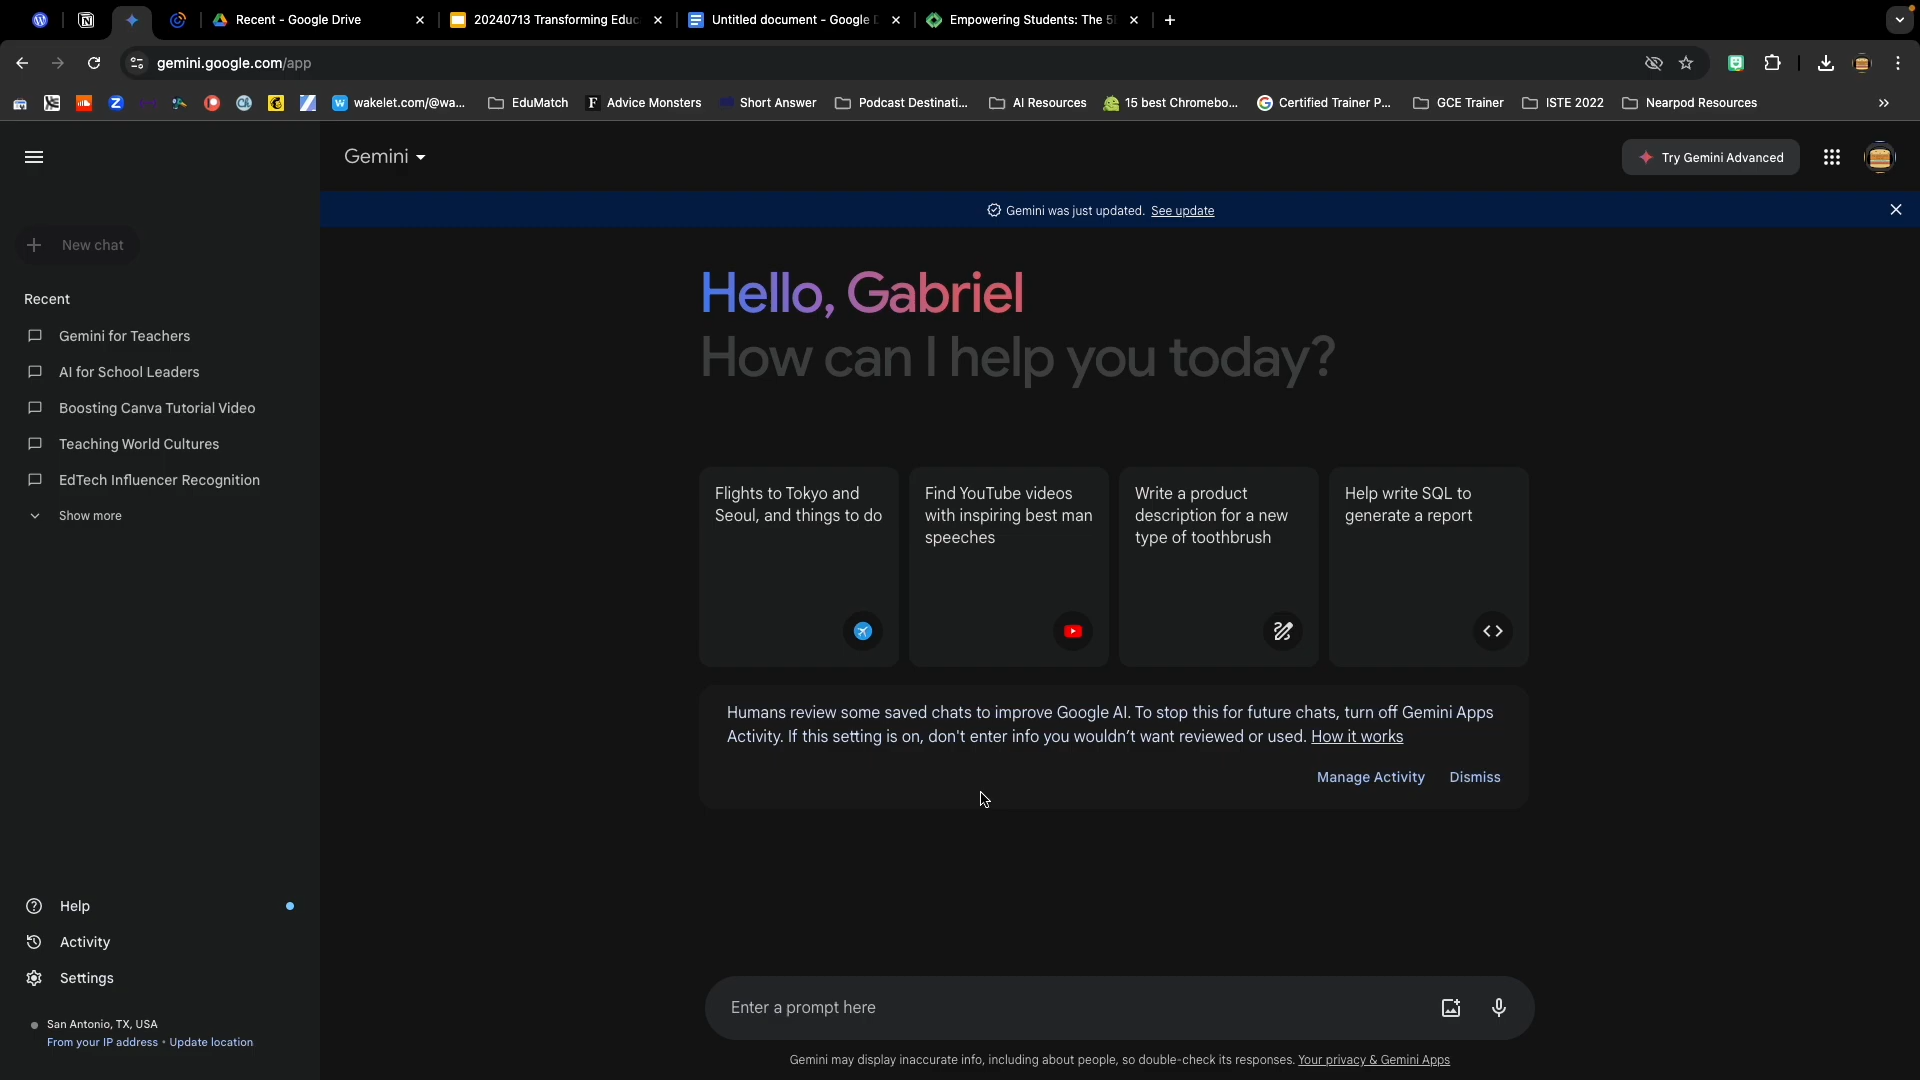 Recent - Google Drive
20240713 Transforming Educ
Untitled document - Google D
Empowering Students: The 5
gemini.google.com/app
wakelet.com/@wa...
EduMatch
Advice Monsters
Short Answer
Podcast Destinati...
AI Resources
15 best Chromebo...
Certified Trainer P...
GCE Trainer
ISTE 2022
Nearpod Resources
Gemini
Try Gemini Advanced
Gemini was just updated. See update
New chat
Recent
Gemini for Teachers
AI for School Leaders
Boosting Canva Tutorial Video
Teaching World Cultures
EdTech Influencer Recognition
Show more
Hello, Gabriel
How can I help you today?
Flights to Tokyo and
Seoul, and things to do
Find YouTube videos
with inspiring best man
speeches
Write a product
description for a new
type of toothbrush
Help write SQL to
generate a report
Humans review some saved chats to improve Google AI. To stop this for future chats, turn off Gemini Apps
Activity. If this setting is on, don't enter info you wouldn't want reviewed or used. How it works
Manage Activity
Dismiss
Help
Activity
Settings
San Antonio, TX, USA
From your IP address • Update location
Enter a prompt here
Gemini may display inaccurate info, including about people, so double-check its responses. Your privacy & Gemini Apps